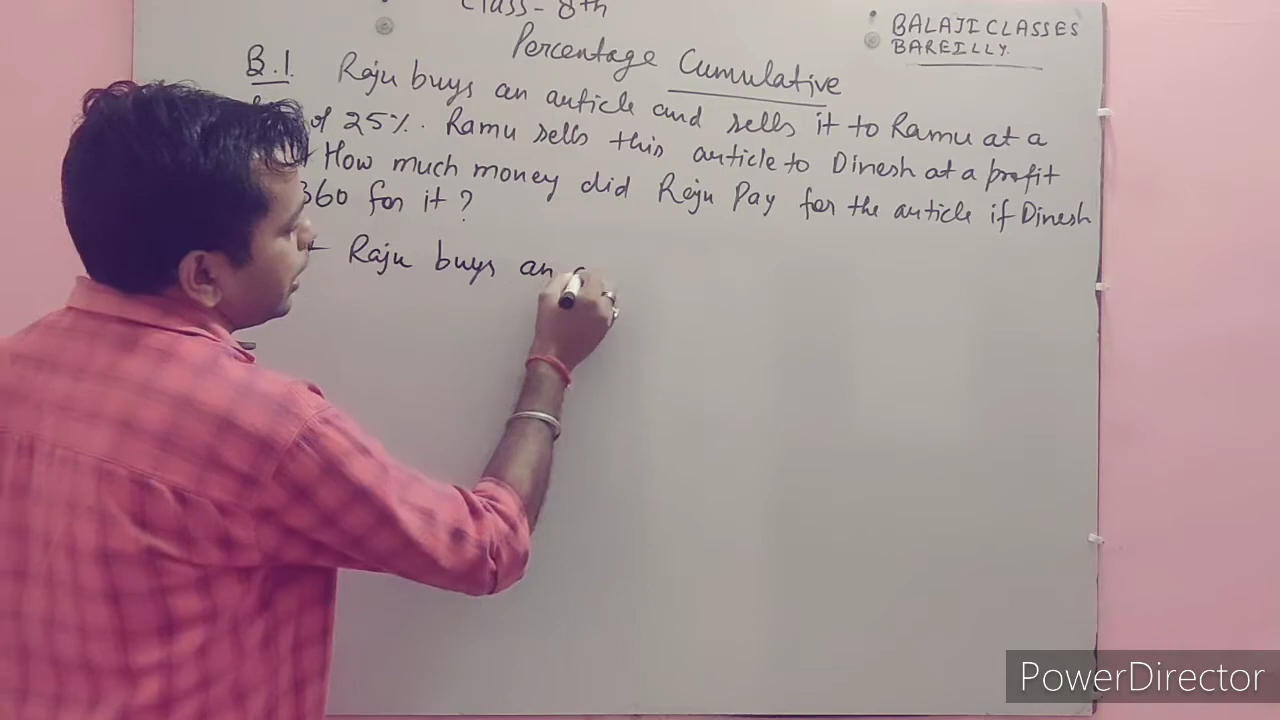 Class-8th
BALAJI CLASSES
BAREILLY.
Percentage Cumulative
Q.1. Raju buys an article and sells it to Ramu at a
of 25%. Ramu sells this article to Dinesh at a profit
How much money did Raju Pay for the article if Dinesh
360 for it ?
Raju buys an
PowerDirector